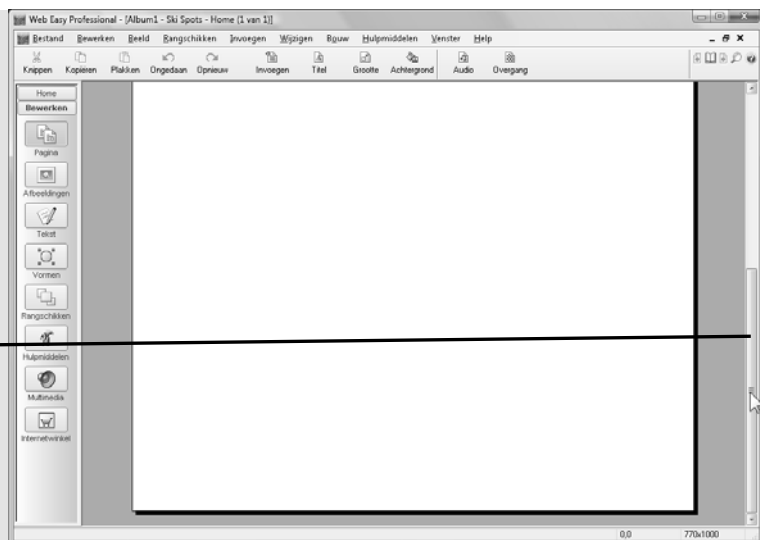 Web Easy Professional - [Album1 - Ski Spots - Home (1 van 1)]
Bestand Bewerken Beeld Rangschikken Invoegen Wijzigen Bouw Hulpmiddelen Venster Help
Knippen Kopiëren Plakken Ongedaan Opnieuw Invoegen Titel Grootte Achtergrond Audio Overgang
Home
Bewerken
Pagina
Afbeeldingen
Tekst
Vormen
Rangschikken
Hulpmiddelen
Multimedia
Internetwinkel
0,0 770x1000